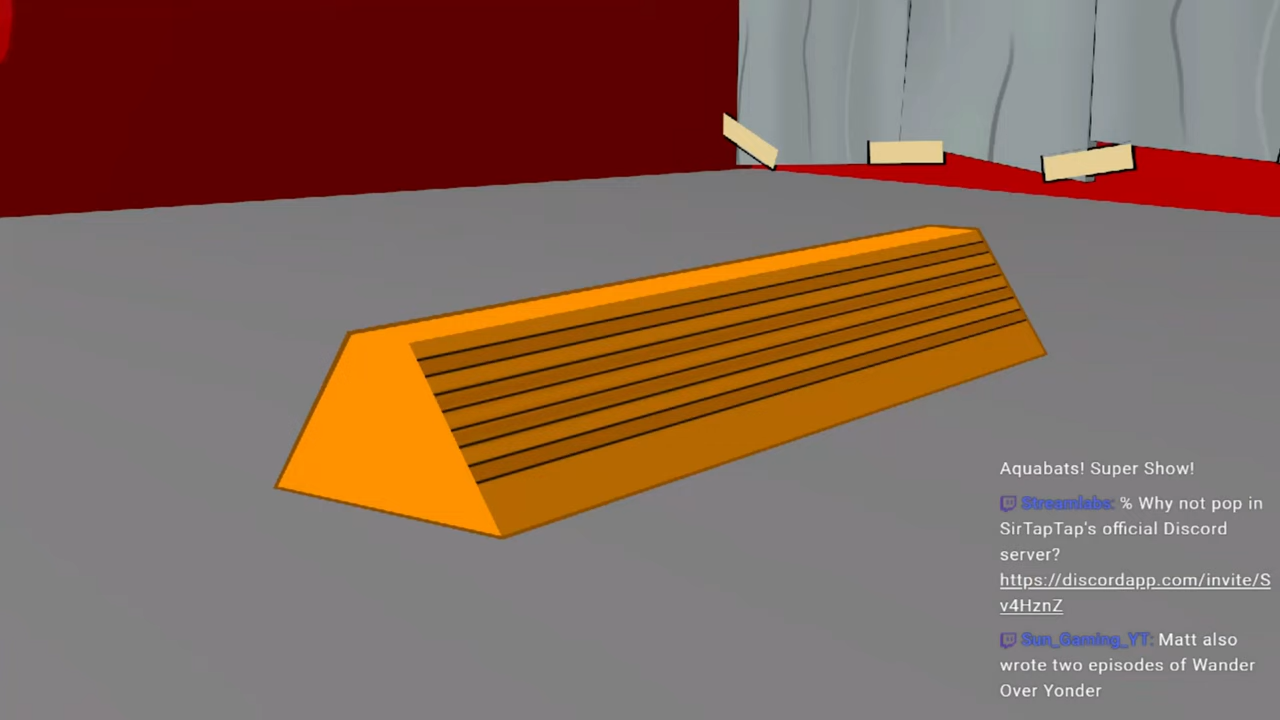 Aquabats! Super Show!
Streamlabs: % Why not pop in
SirTapTap's official Discord
server?
https://discordapp.com/invite/S
v4HznZ
Sun_Gaming_YT: Matt also
wrote two episodes of Wander
Over Yonder